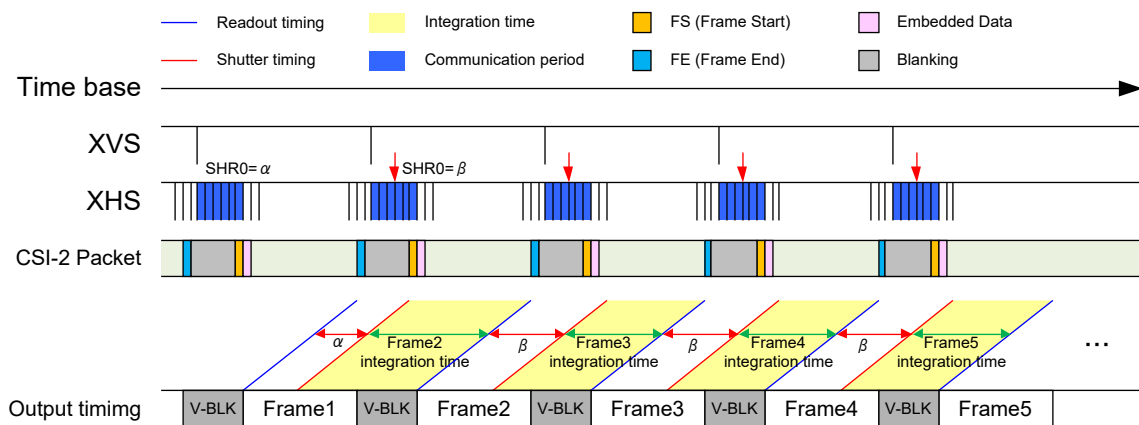 Readout timing
Integration time
FS (Frame Start)
Embedded Data
Shutter timing
Communication period
FE (Frame End)
Blanking
Time base
XVS
SHR0= α
SHR0= β
XHS
CSI-2 Packet
α
Frame2
integration time
β
Frame3
integration time
β
Frame4
integration time
β
Frame5
integration time
...
Output timimg
V-BLK
Frame1
V-BLK
Frame2
V-BLK
Frame3
V-BLK
Frame4
V-BLK
Frame5